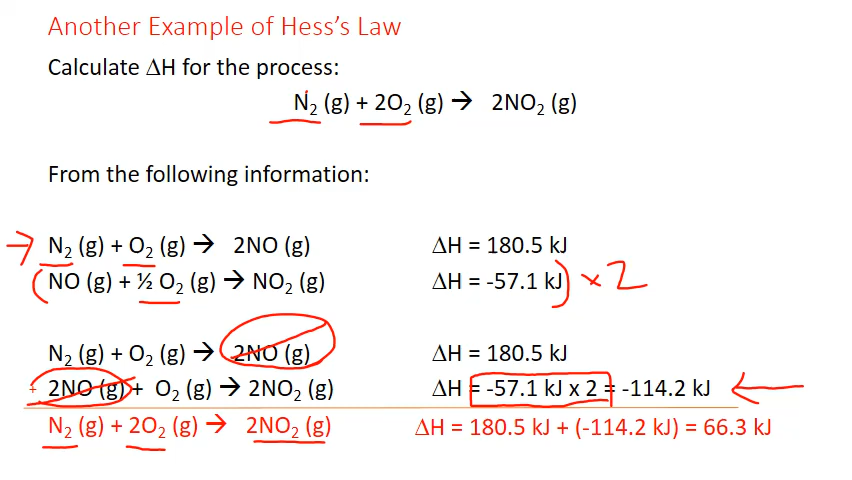 Another Example of Hess's Law
Calculate ΔH for the process:
N₂ (g) + 2O₂ (g) → 2NO₂ (g)
From the following information:
→ N₂ (g) + O₂ (g) → 2NO (g) ΔH = 180.5 kJ
(NO (g) + ½ O₂ (g) → NO₂ (g) ΔH = -57.1 kJ) × 2
N₂ (g) + O₂ (g) → 2NO (g) ΔH = 180.5 kJ
+ 2NO (g) + O₂ (g) → 2NO₂ (g) ΔH = -57.1 kJ x 2 = -114.2 kJ ←
N₂ (g) + 2O₂ (g) → 2NO₂ (g) ΔH = 180.5 kJ + (-114.2 kJ) = 66.3 kJ